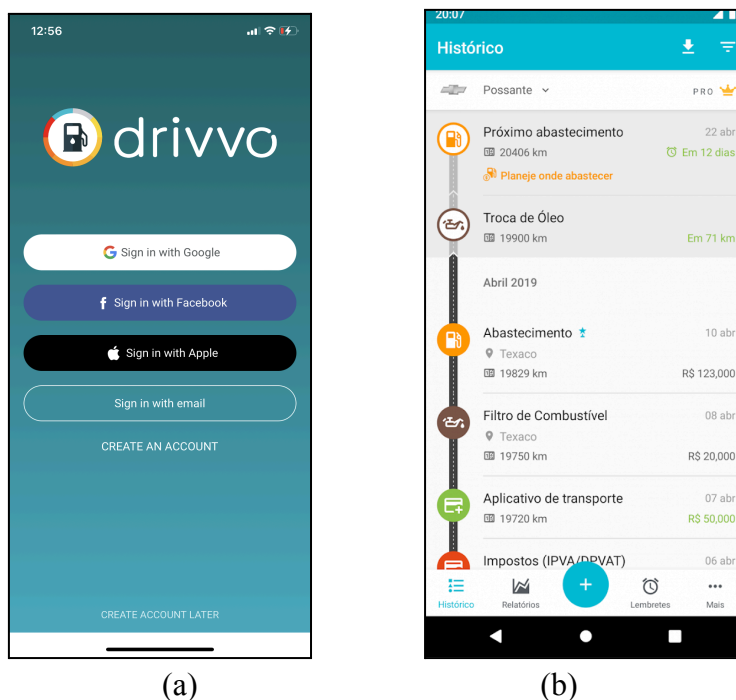 12:56
drivvo
Sign in with Google
Sign in with Facebook
Sign in with Apple
Sign in with email
CREATE AN ACCOUNT
CREATE ACCOUNT LATER
(a)
20:07
Histórico
Possante
PRO
Próximo abastecimento 22 abr
20406 km Em 12 dias
Planeje onde abastecer
Troca de Óleo
19900 km Em 71 km
Abril 2019
Abastecimento 10 abr
Texaco
19829 km R$ 123,000
Filtro de Combustível 08 abr
Texaco
19750 km R$ 20,000
Aplicativo de transporte 07 abr
19720 km R$ 50,000
Impostos (IPVA/DPVAT) 06 abr
+
Histórico Relatórios Lembretes Mais
(b)